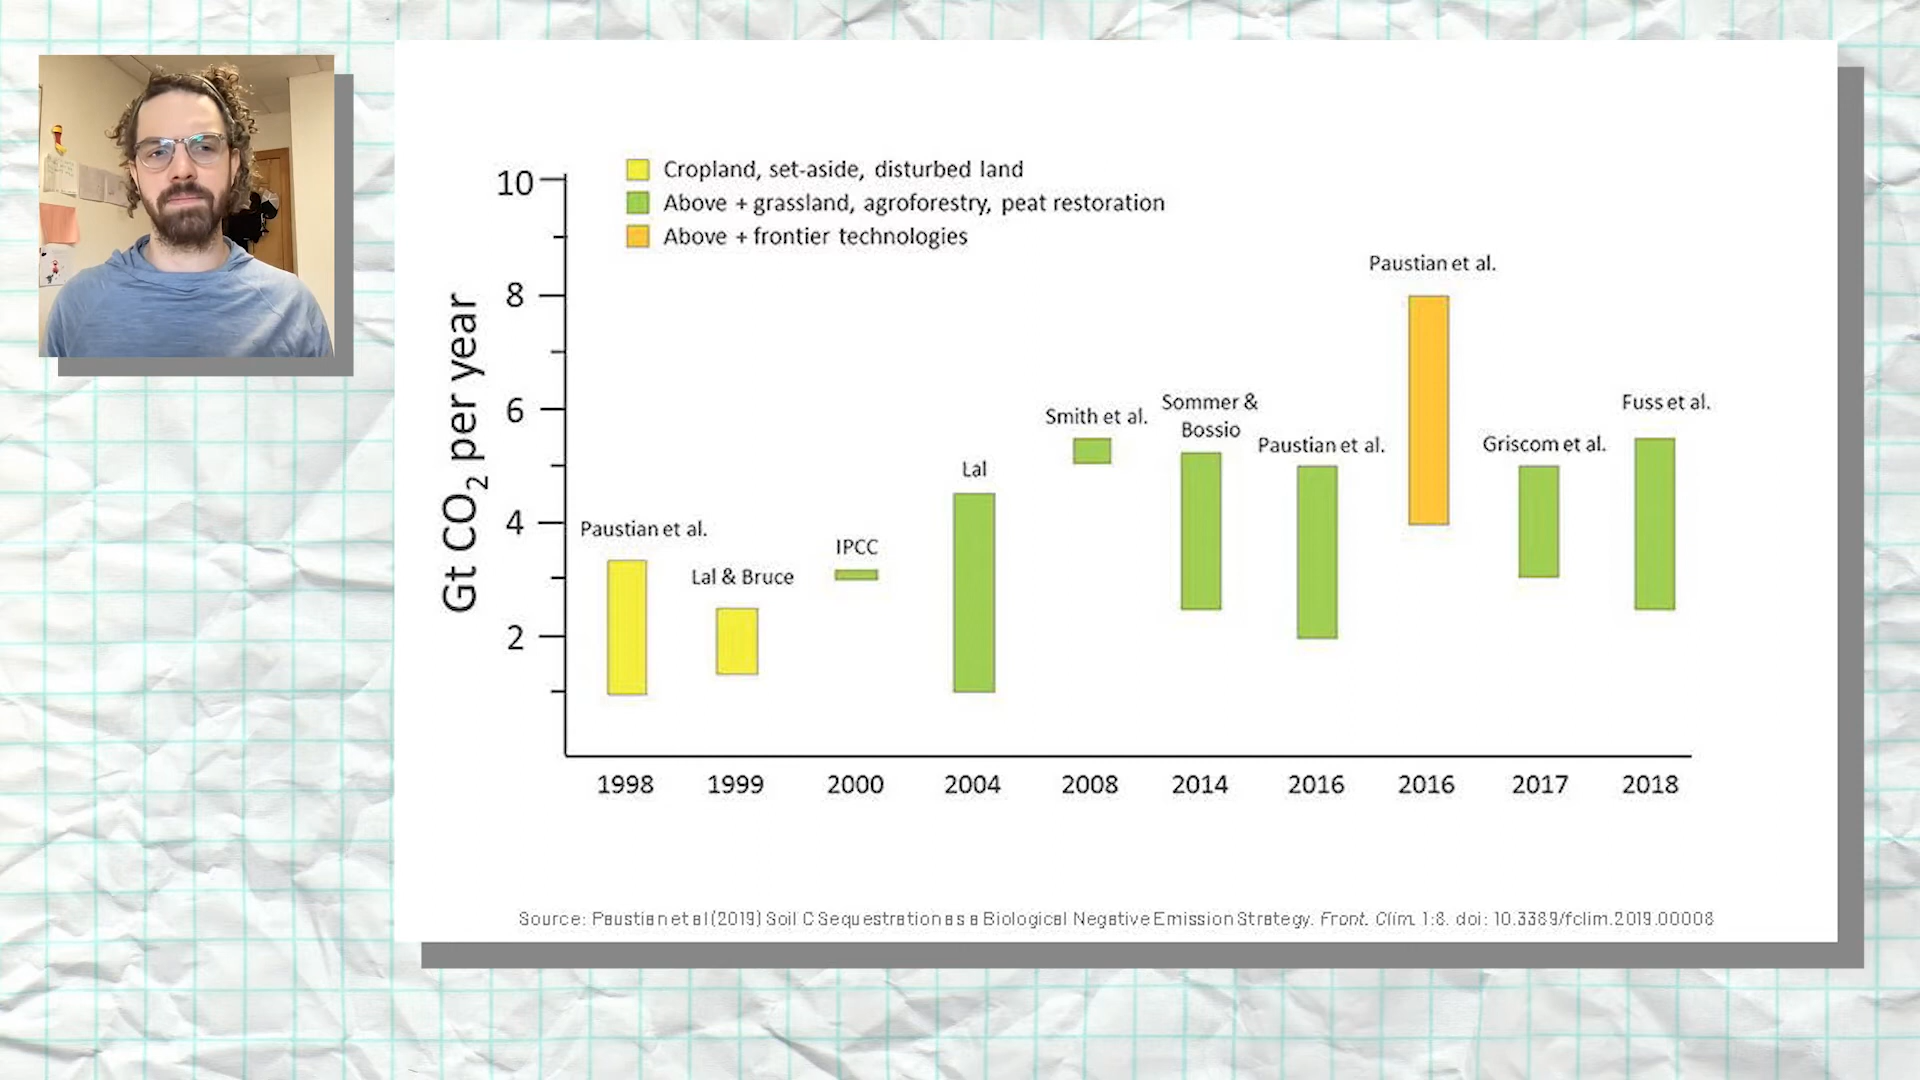 Cropland, set-aside, disturbed land
Above + grassland, agroforestry, peat restoration
Above + frontier technologies
Gt CO₂ per year
10
8
6
4
2
Paustian et al.
Lal & Bruce
IPCC
Lal
Smith et al.
Sommer &
Bossio
Paustian et al.
Paustian et al.
Griscom et al.
Fuss et al.
1998 1999 2000 2004 2008 2014 2016 2016 2017 2018
Source: Paustian et al (2019) Soil C Sequestration as a Biological Negative Emission Strategy. Front. Clim. 1:8. doi: 10.3389/fclim.2019.00008